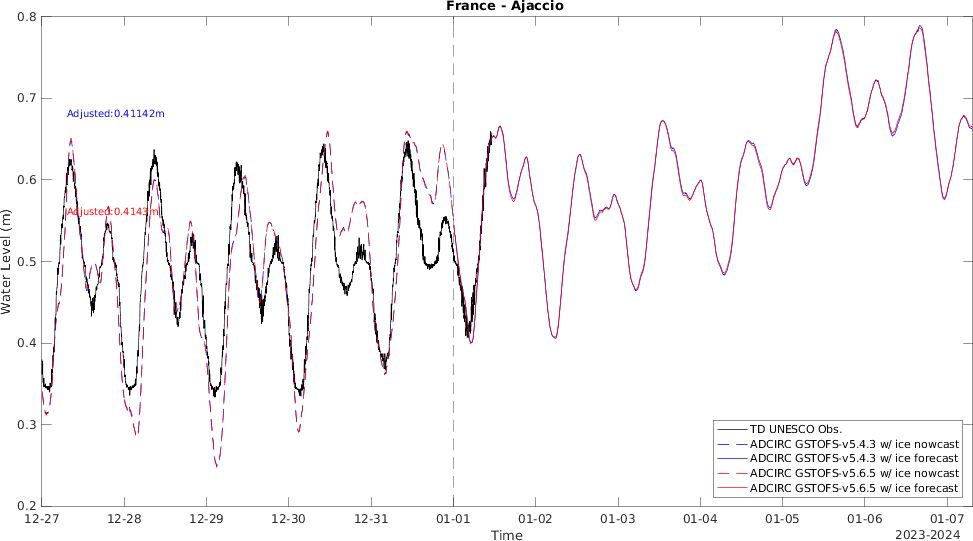 France - Ajaccio
0.8
0.7
0.6
0.5
0.4
0.3
0.2
Water Level (m)
Adjusted:0.41142m
Adjusted:0.4143m
TD UNESCO Obs.
ADCIRC GSTOFS-v5.4.3 w/ ice nowcast
ADCIRC GSTOFS-v5.4.3 w/ ice forecast
ADCIRC GSTOFS-v5.6.5 w/ ice nowcast
ADCIRC GSTOFS-v5.6.5 w/ ice forecast
12-27 12-28 12-29 12-30 12-31 01-01 01-02 01-03 01-04 01-05 01-06 01-07
Time
2023-2024